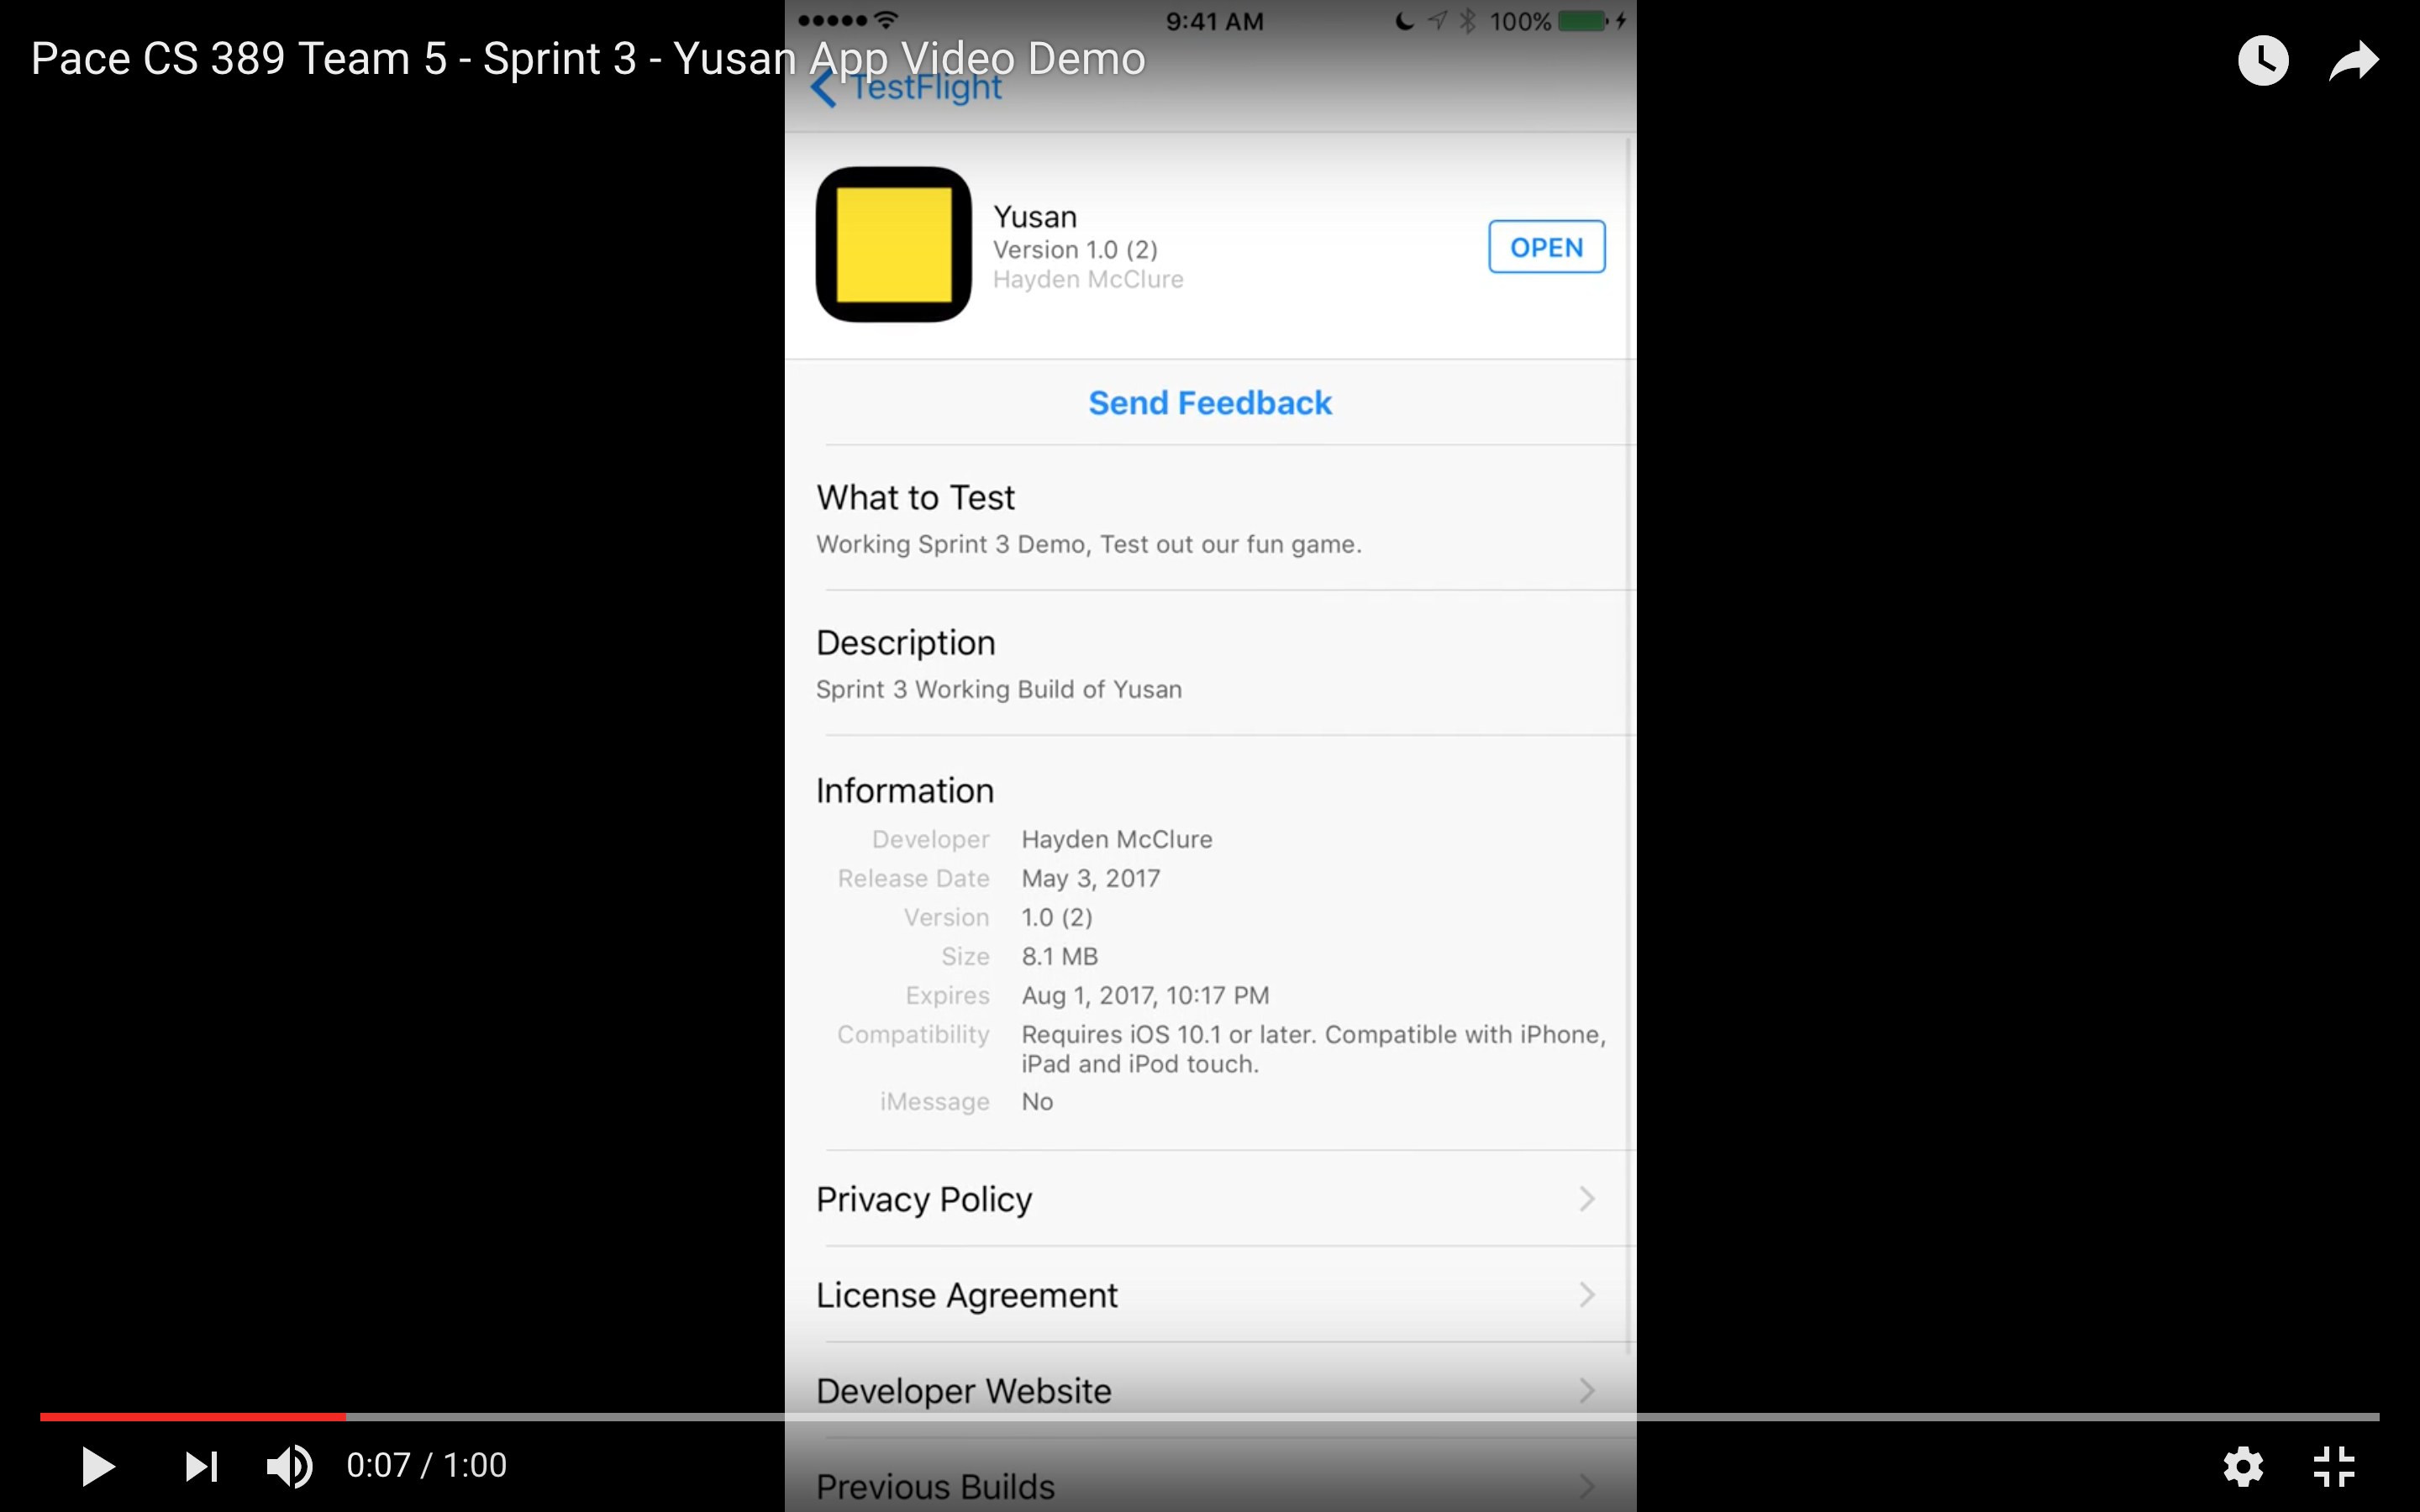 9:41 AM
100%
Pace CS 389 Team 5 - Sprint 3 - Yusan App Video Demo
TestFlight
Yusan
Version 1.0 (2)
Hayden McClure
OPEN
Send Feedback
What to Test
Working Sprint 3 Demo, Test out our fun game.
Description
Sprint 3 Working Build of Yusan
Information
Developer Hayden McClure
Release Date May 3, 2017
Version 1.0 (2)
Size 8.1 MB
Expires Aug 1, 2017, 10:17 PM
Compatibility Requires iOS 10.1 or later. Compatible with iPhone,
iPad and iPod touch.
iMessage No
Privacy Policy
License Agreement
Developer Website
0:07 / 1:00
Previous Builds